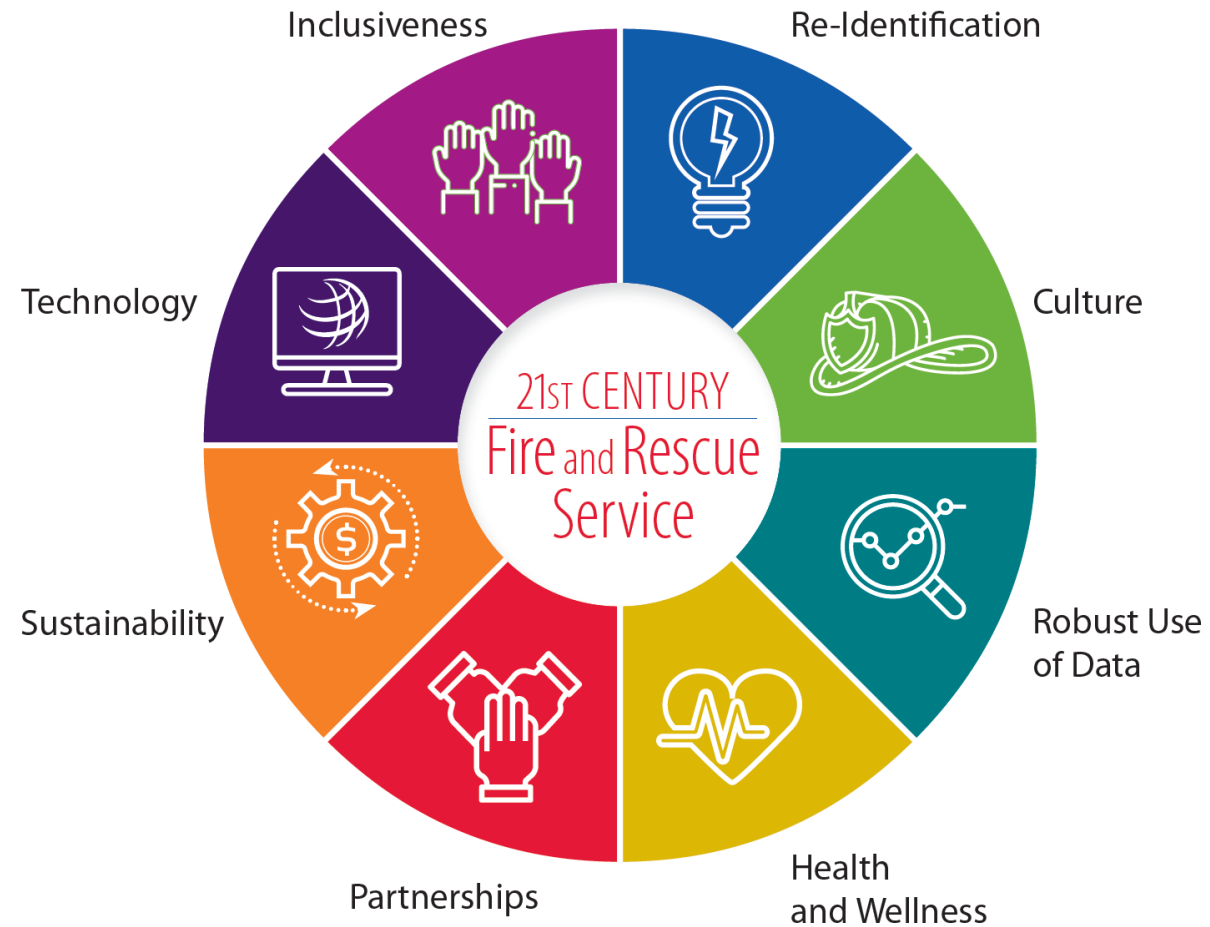 Inclusiveness
Re-Identification
Technology
Culture
21ST CENTURY
Fire and Rescue
Service
$
Sustainability
Robust Use
of Data
Partnerships
Health
and Wellness